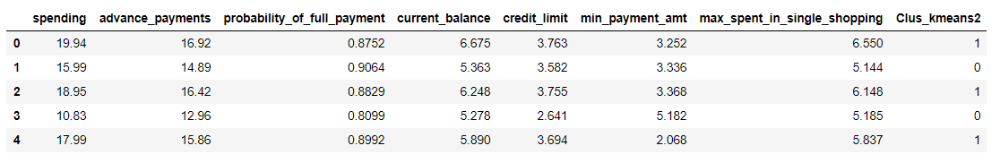 spending advance_payments probability_of_full_payment current_balance credit_limit min_payment_amt max_spent_in_single_shopping Clus_kmeans2
0 19.94 16.92 0.8752 6.675 3.763 3.252 6.550 1
1 15.99 14.89 0.9064 5.363 3.582 3.336 5.144 0
2 18.95 16.42 0.8829 6.248 3.755 3.368 6.148 1
3 10.83 12.96 0.8099 5.278 2.641 5.182 5.185 0
4 17.99 15.86 0.8992 5.890 3.694 2.068 5.837 1